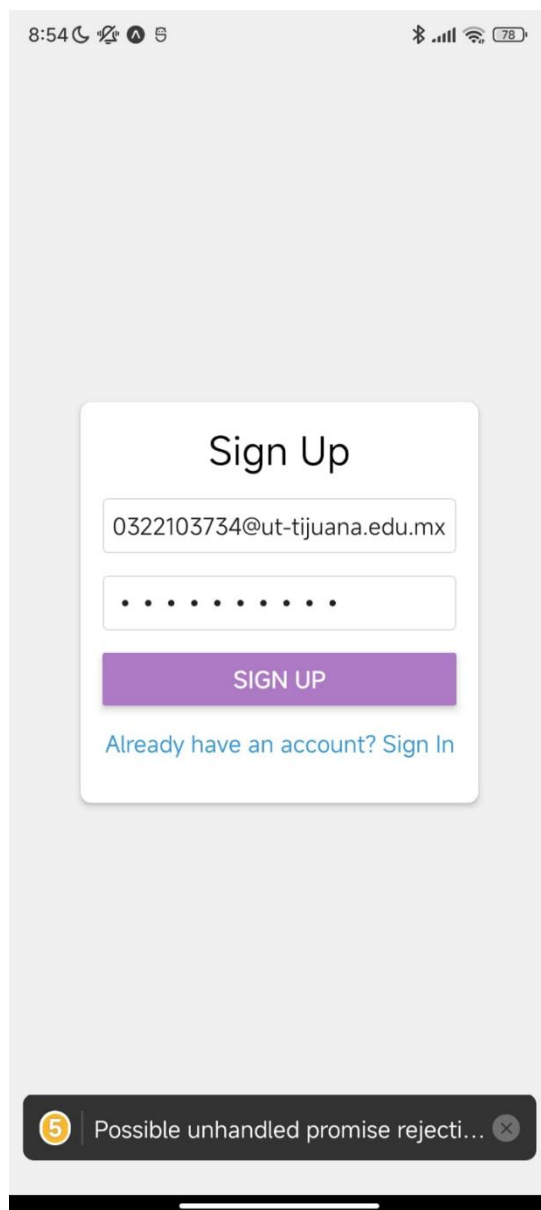 8:54 78
Sign Up
0322103734@ut-tijuana.edu.mx
SIGN UP
Already have an account? Sign In
5 Possible unhandled promise rejecti...